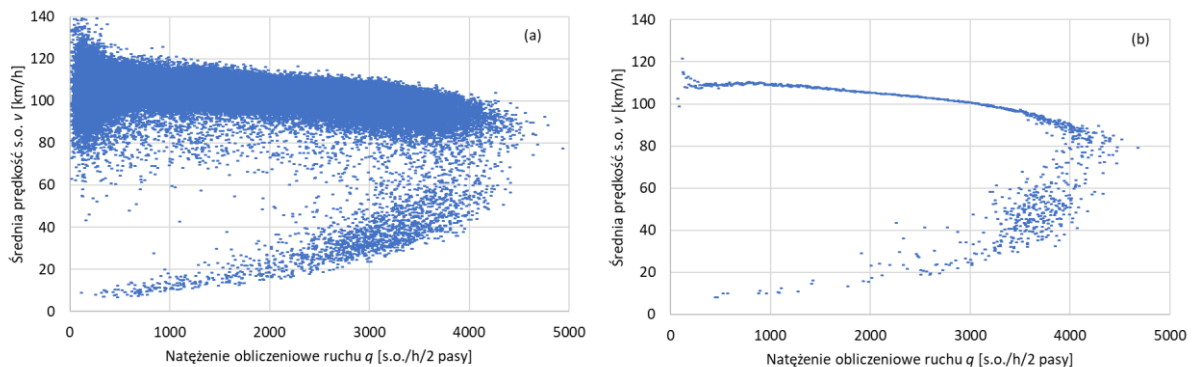 (a)
Średnia prędkość s.o. v [km/h]
140
120
100
80
60
40
20
0
0 1000 2000 3000 4000 5000
Natężenie obliczeniowe ruchu q [s.o./h/2 pasy]
(b)
Średnia prędkość s.o. v [km/h]
140
120
100
80
60
40
20
0
0 1000 2000 3000 4000 5000
Natężenie obliczeniowe ruchu q [s.o./h/2 pasy]